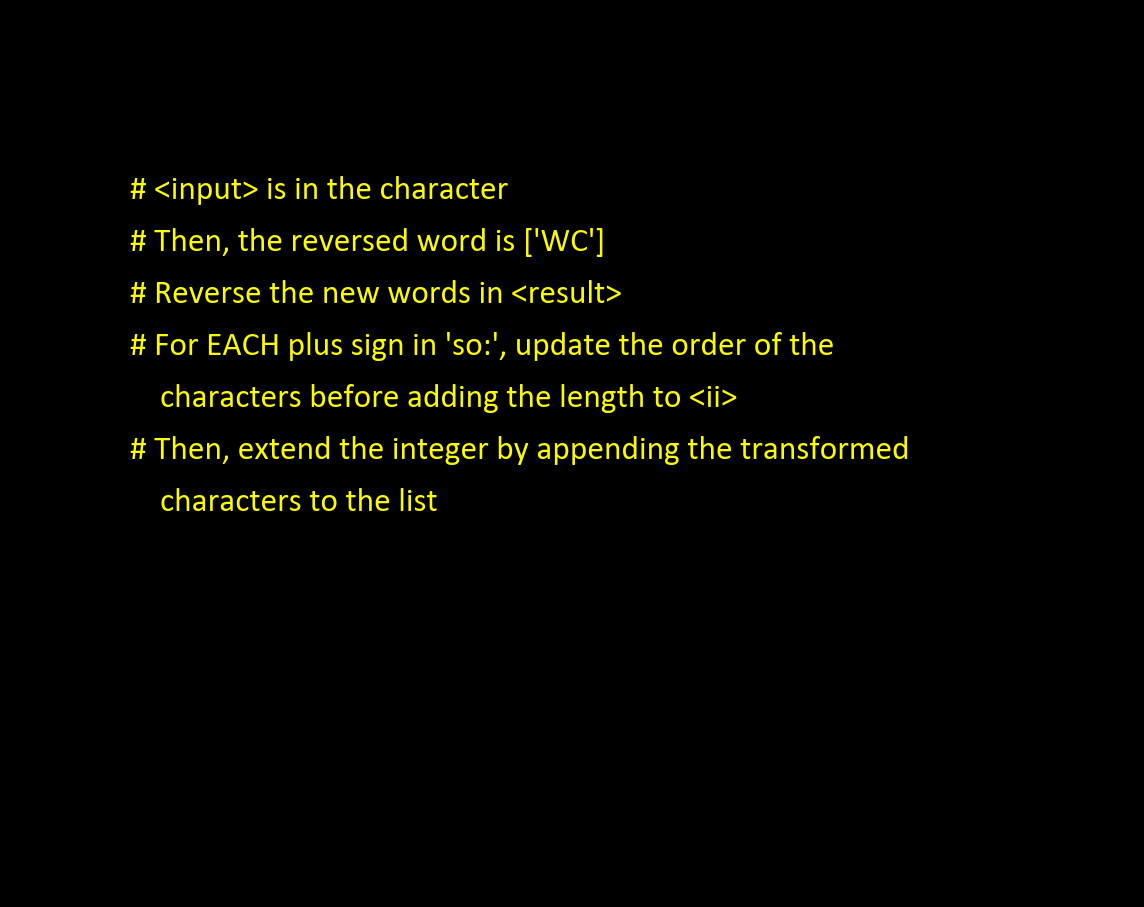 # <input> is in the character
# Then, the reversed word is ['WC']
# Reverse the new words in <result>
# For EACH plus sign in 'so:', update the order of the
characters before adding the length to <ii>
# Then, extend the integer by appending the transformed
characters to the list